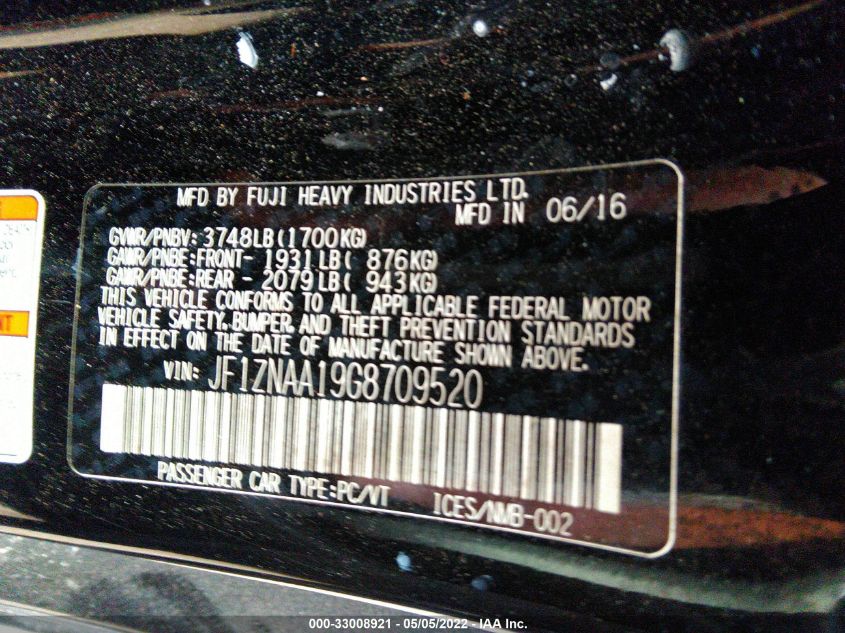 MFD BY FUJI HEAVY INDUSTRIES LTD.
MFD IN 06/16
GVWR/PNBV: 3748LB(1700KG)
GAWR/PNBE:FRONT- 1931LB( 876KG)
GAWR/PNBE:REAR - 2079LB( 943KG)
THIS VEHICLE CONFORMS TO ALL APPLICABLE FEDERAL MOTOR
VEHICLE SAFETY, BUMPER, AND THEFT PREVENTION STANDARDS
IN EFFECT ON THE DATE OF MANUFACTURE SHOWN ABOVE.
VIN: JF1ZNAA19G8709520
PASSENGER CAR TYPE:PC/VT ICES/NMB-002
000-33008921 - 05/05/2022 - IAA Inc.